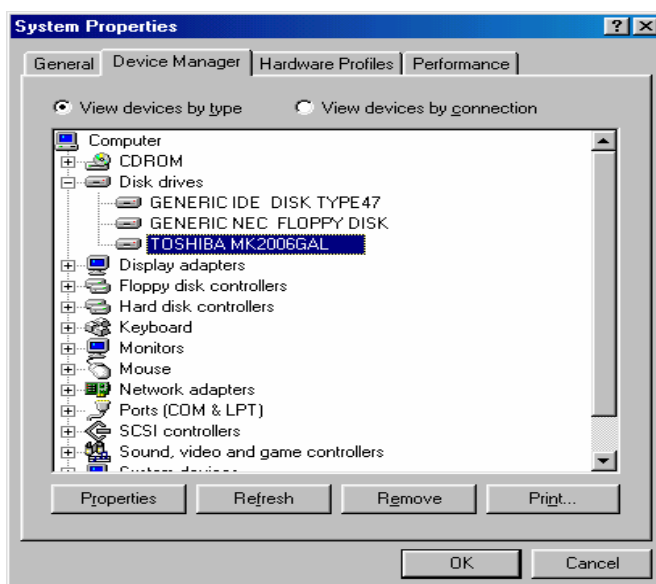 System Properties
General Device Manager Hardware Profiles Performance
View devices by type View devices by connection
Computer
CDROM
Disk drives
GENERIC IDE DISK TYPE47
GENERIC NEC FLOPPY DISK
TOSHIBA MK2006GAL
Display adapters
Floppy disk controllers
Hard disk controllers
Keyboard
Monitors
Mouse
Network adapters
Ports (COM & LPT)
SCSI controllers
Sound, video and game controllers
Properties Refresh Remove Print...
OK Cancel